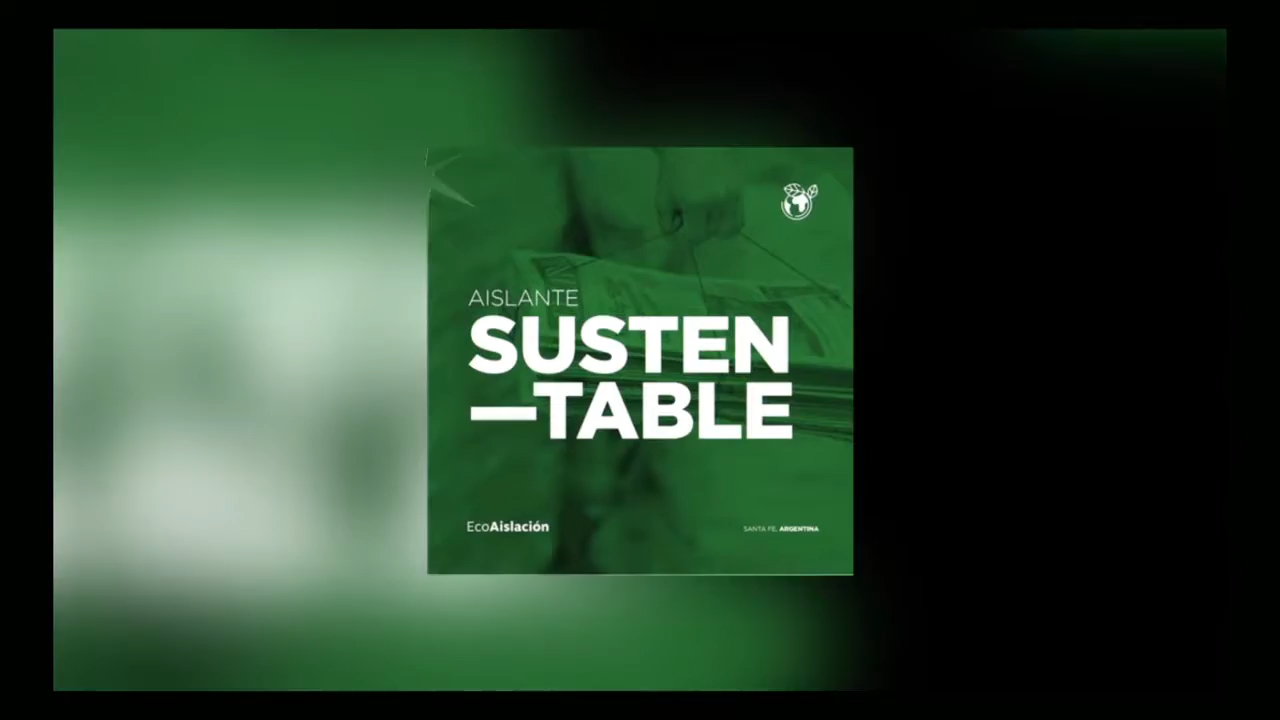 AISLANTE
SUSTEN
—TABLE
EcoAislación
SANTA FE, ARGENTINA